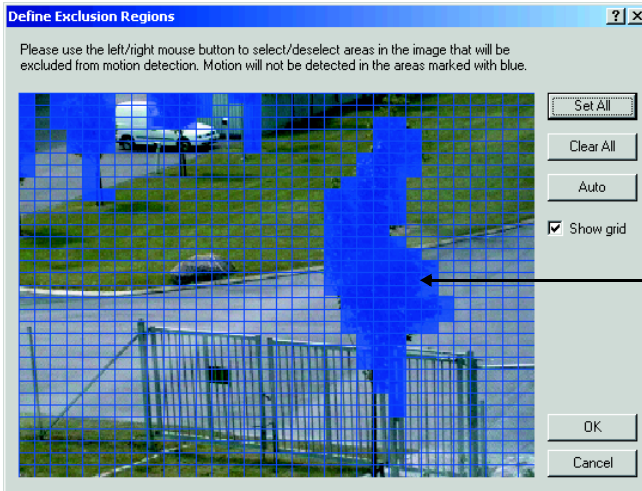 Define Exclusion Regions
Please use the left/right mouse button to select/deselect areas in the image that will be
excluded from motion detection. Motion will not be detected in the areas marked with blue.
Set All
Clear All
Auto
Show grid
OK
Cancel